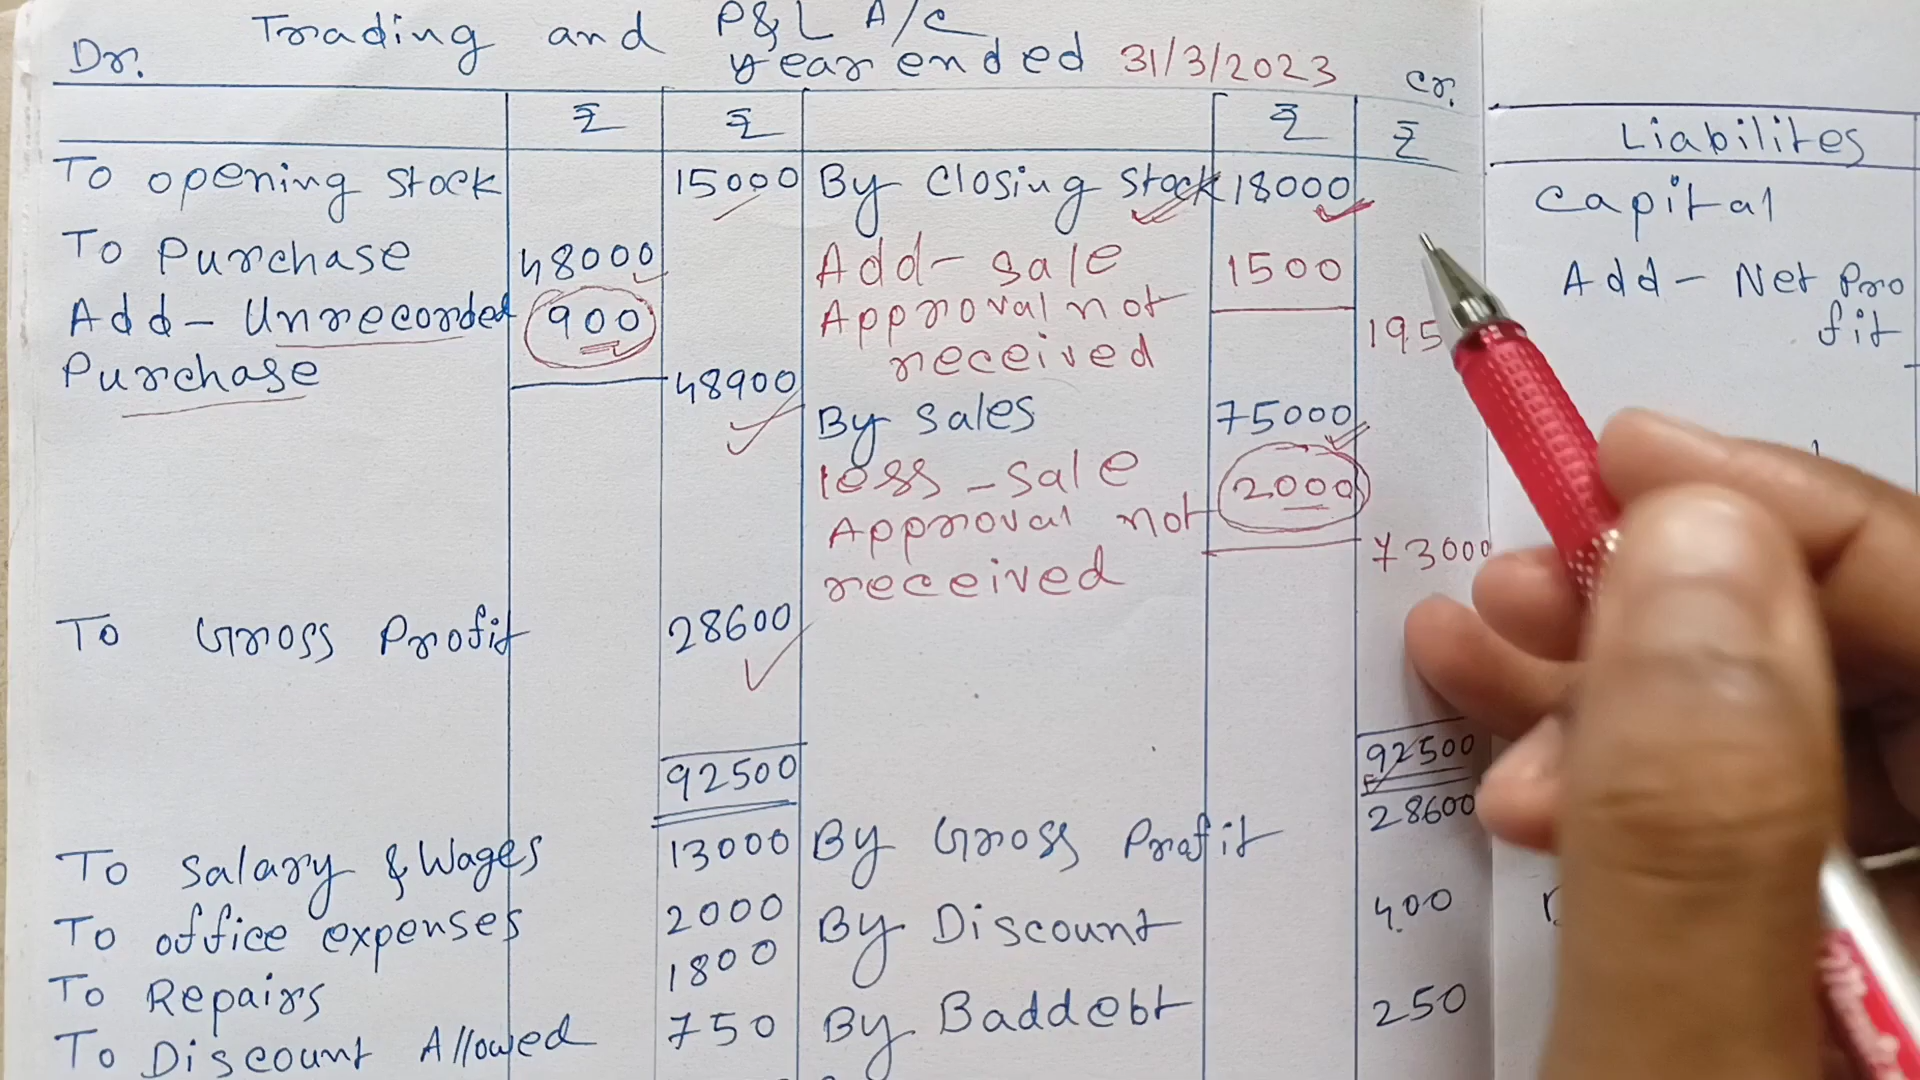 Trading and P&L A/C
Dr. year ended 31/3/2023 cr.
₹ ₹ ₹ ₹
To opening stock 15000 By Closing stock 18000
To Purchase 48000 Add- sale 1500
Add- Unrecorded 900 Approval not 195
Purchase 48900 received
By sales 75000
less - sale 2000
Approval not 73000
received
To Gross Profit 28600
92500 92500
To Salary & Wages 13000 By Gross Profit 28600
To office expenses 2000 By Discount 400
To Repairs 1800
To Discount Allowed 750 By Baddebt 250
Liabilites
Capital
Add - Net Pro
fit